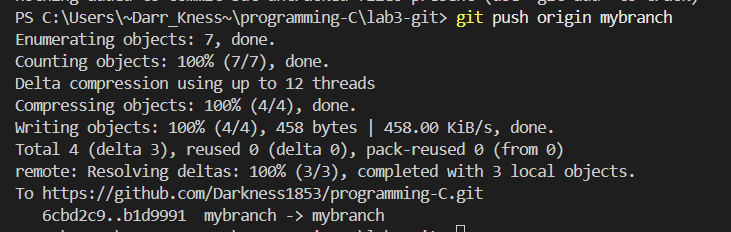 PS C:\Users\~Darr_Kness~\programming-C\lab3-git> git push origin mybranch
Enumerating objects: 7, done.
Counting objects: 100% (7/7), done.
Delta compression using up to 12 threads
Compressing objects: 100% (4/4), done.
Writing objects: 100% (4/4), 458 bytes | 458.00 KiB/s, done.
Total 4 (delta 3), reused 0 (delta 0), pack-reused 0 (from 0)
remote: Resolving deltas: 100% (3/3), completed with 3 local objects.
To https://github.com/Darkness1853/programming-C.git
   6cbd2c9..b1d9991  mybranch -> mybranch